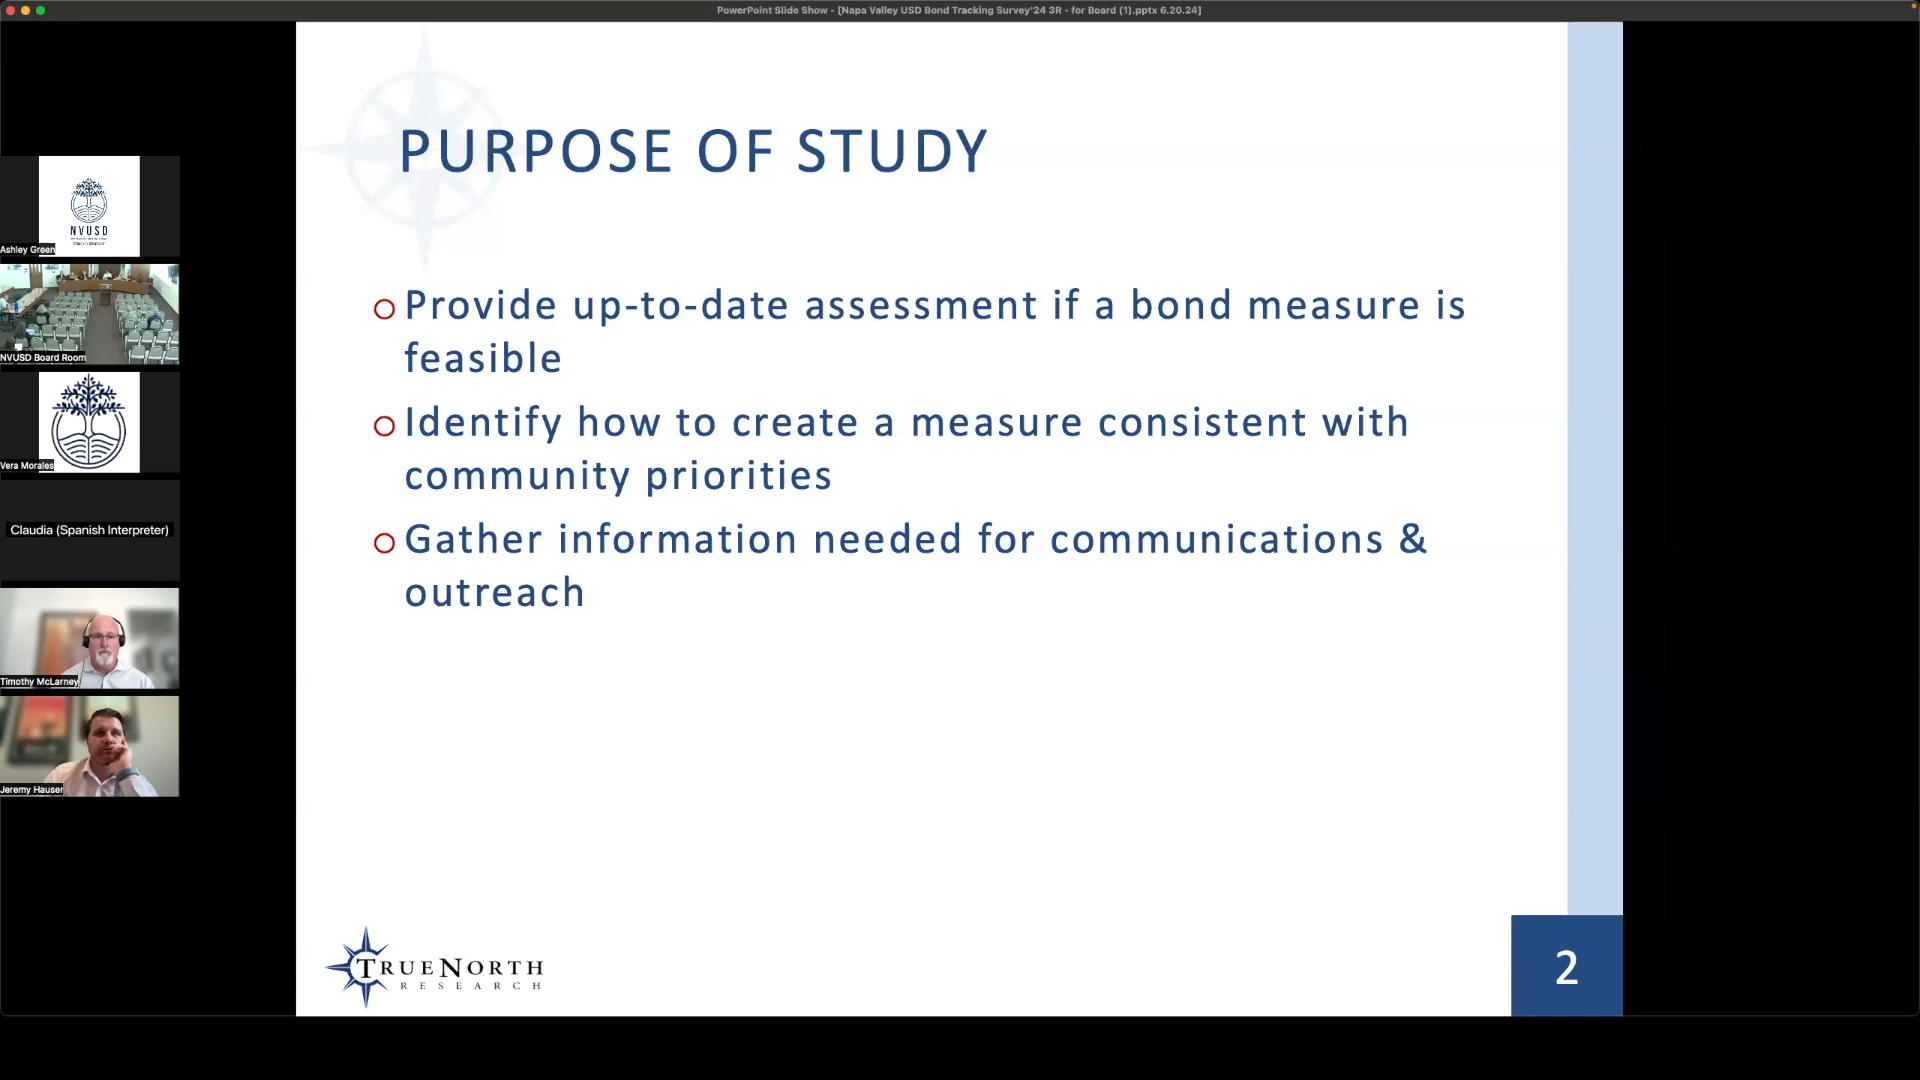 PowerPoint Slide Show - [Napa Valley USD Bond Tracking Survey'24 3R - for Board (1).pptx 6.20.24]
PURPOSE OF STUDY
Provide up-to-date assessment if a bond measure is
feasible
Identify how to create a measure consistent with
community priorities
Gather information needed for communications &
outreach
TRUENORTH
RESEARCH
2
NVUSD
Ashley Green
NVUSD Board Room
Vera Morales
Claudia (Spanish Interpreter)
Timothy McLarney
Jeremy Hauser